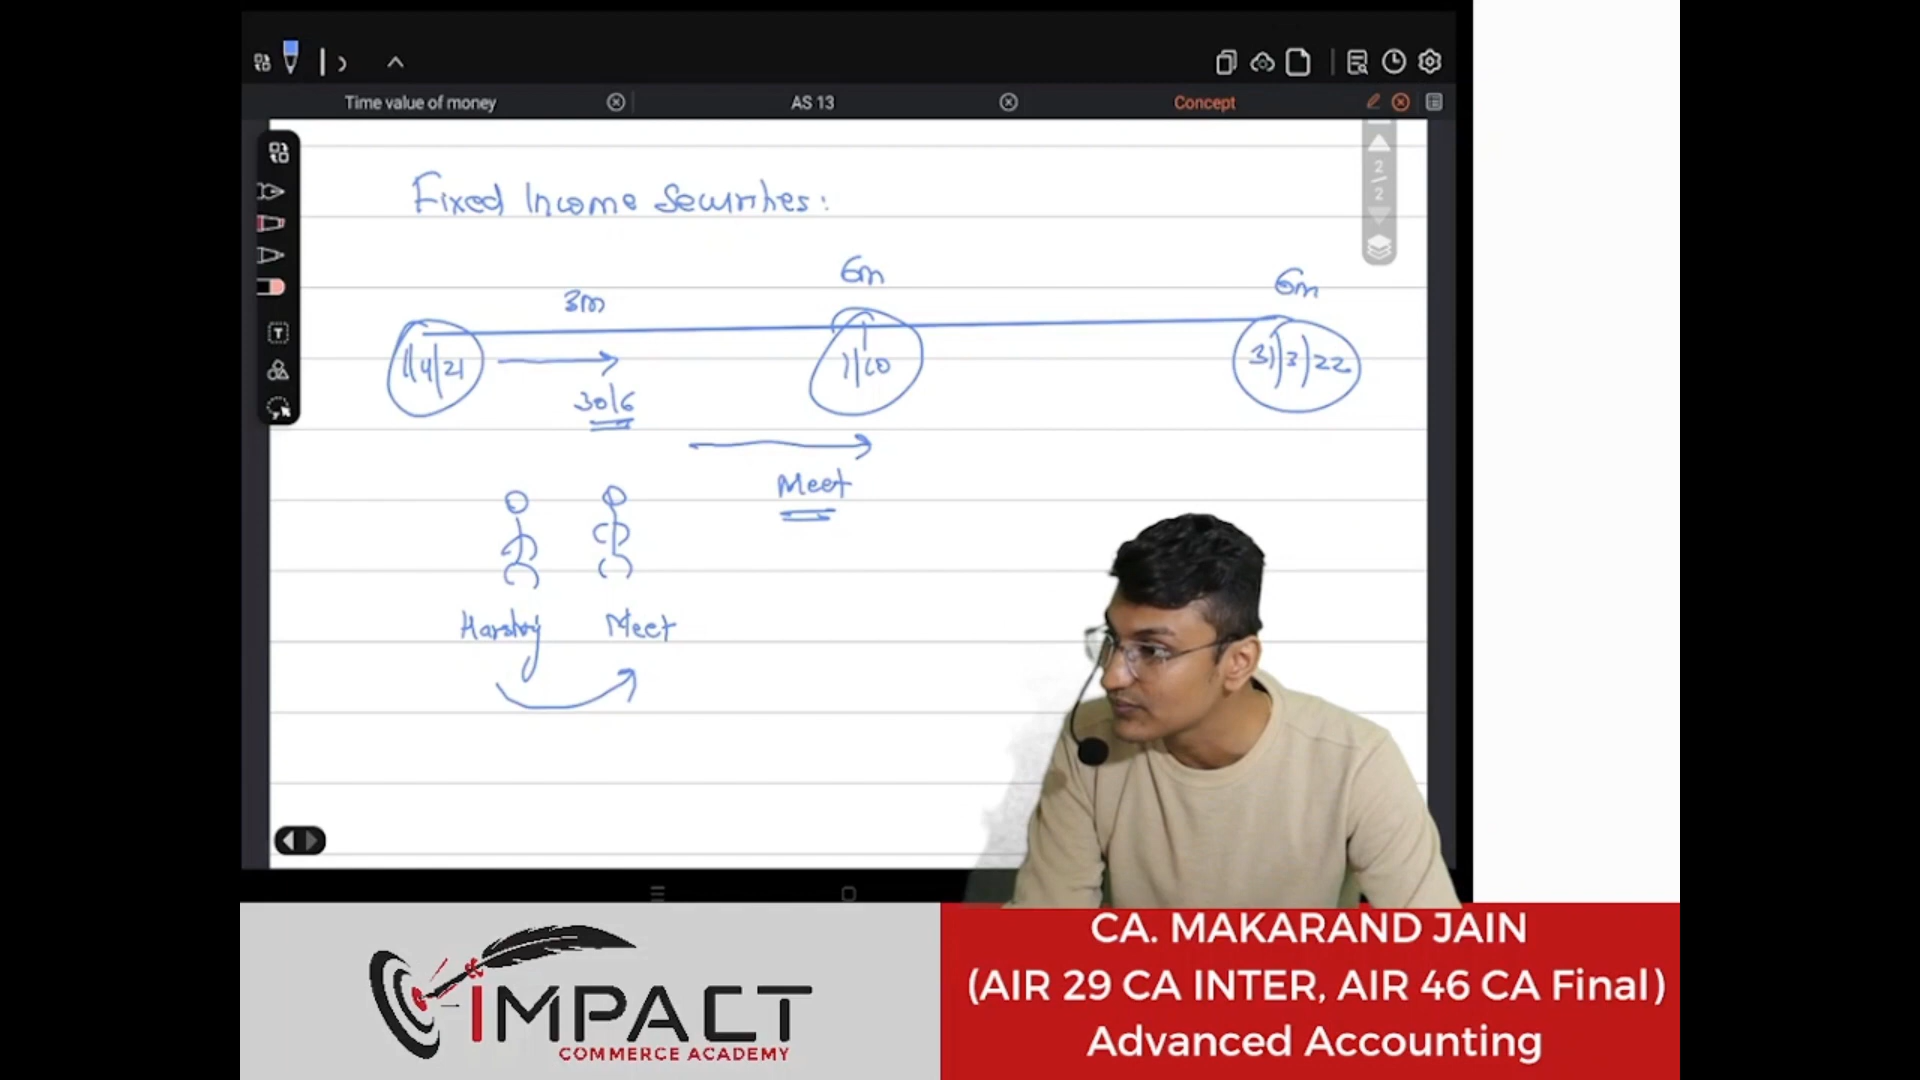 Time value of money
AS 13
Concept
2/2
Fixed Income Securities:
3m
6m
6m
1/4/21
1/10
31/3/22
30/6
Meet
Meet
IMPACT
COMMERCE ACADEMY
CA. MAKARAND JAIN
(AIR 29 CA INTER, AIR 46 CA Final)
Advanced Accounting